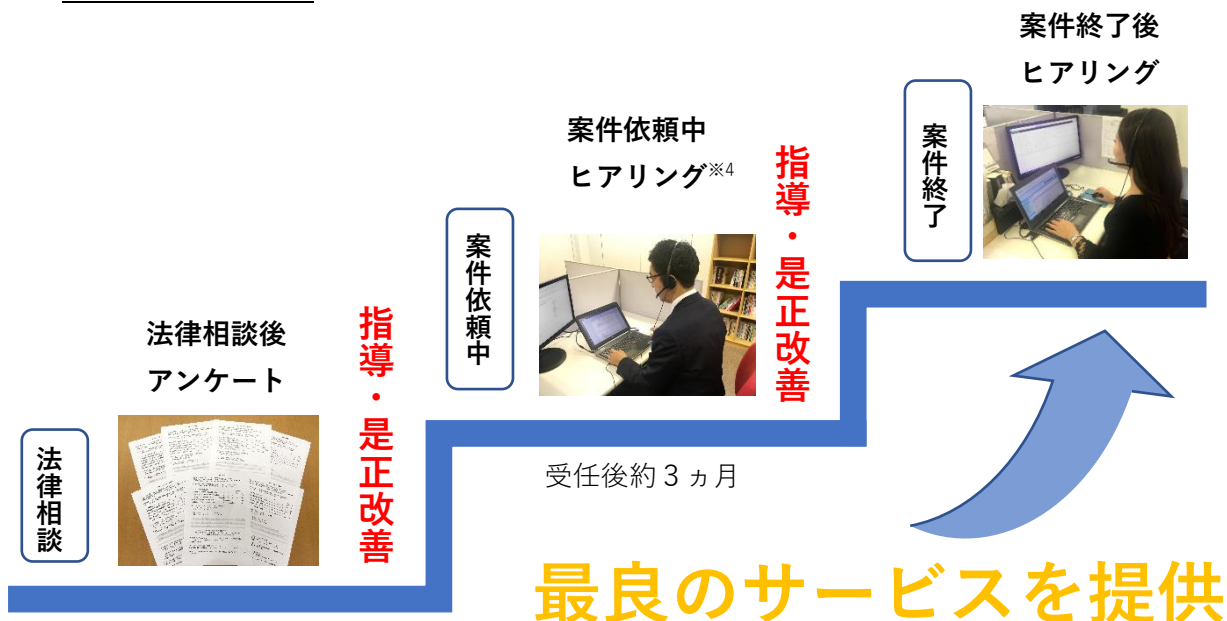 法律相談
法律相談後
アンケート
指導・是正改善
案件依頼中
案件依頼中
ヒアリング※4
受任後約3ヵ月
指導・是正改善
案件終了
案件終了後
ヒアリング
最良のサービスを提供